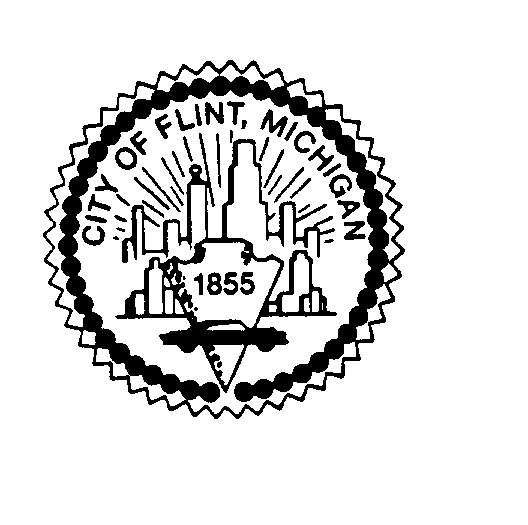 CITY OF FLINT, MICHIGAN
1855